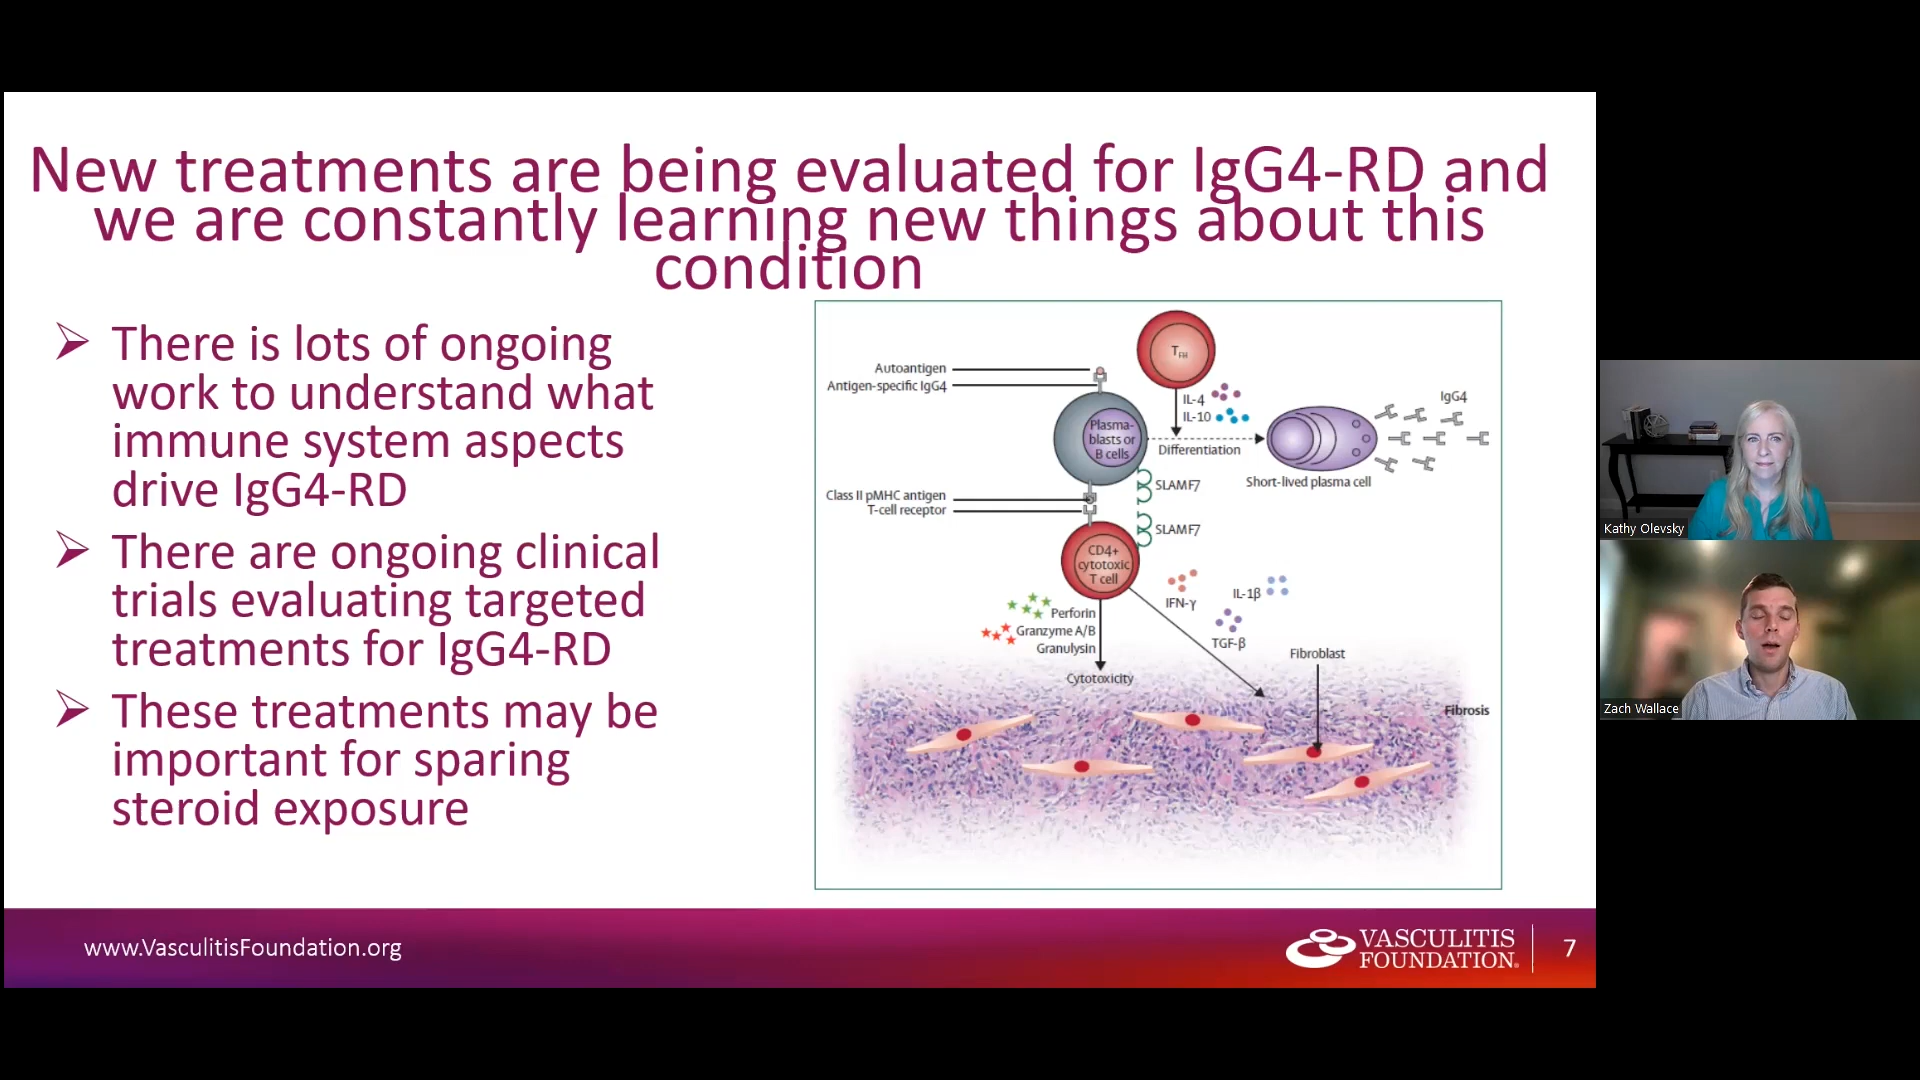 New treatments are being evaluated for IgG4-RD and
we are constantly learning new things about this
condition
There is lots of ongoing
work to understand what
immune system aspects
drive IgG4-RD
There are ongoing clinical
trials evaluating targeted
treatments for IgG4-RD
These treatments may be
important for sparing
steroid exposure
Autoantigen
Antigen-specific IgG4
TFH
IL-4
IL-10
Plasma-
blasts or
B cells
Differentiation
IgG4
Short-lived plasma cell
SLAMF7
Class II pMHC antigen
T-cell receptor
SLAMF7
CD4+
cytotoxic
T cell
IFN-γ
IL-1β
TGF-β
Perforin
Granzyme A/B
Granulysin
Cytotoxicity
Fibroblast
Fibrosis
www.VasculitisFoundation.org
VASCULITIS
FOUNDATION®
7
Kathy Olevsky
Zach Wallace